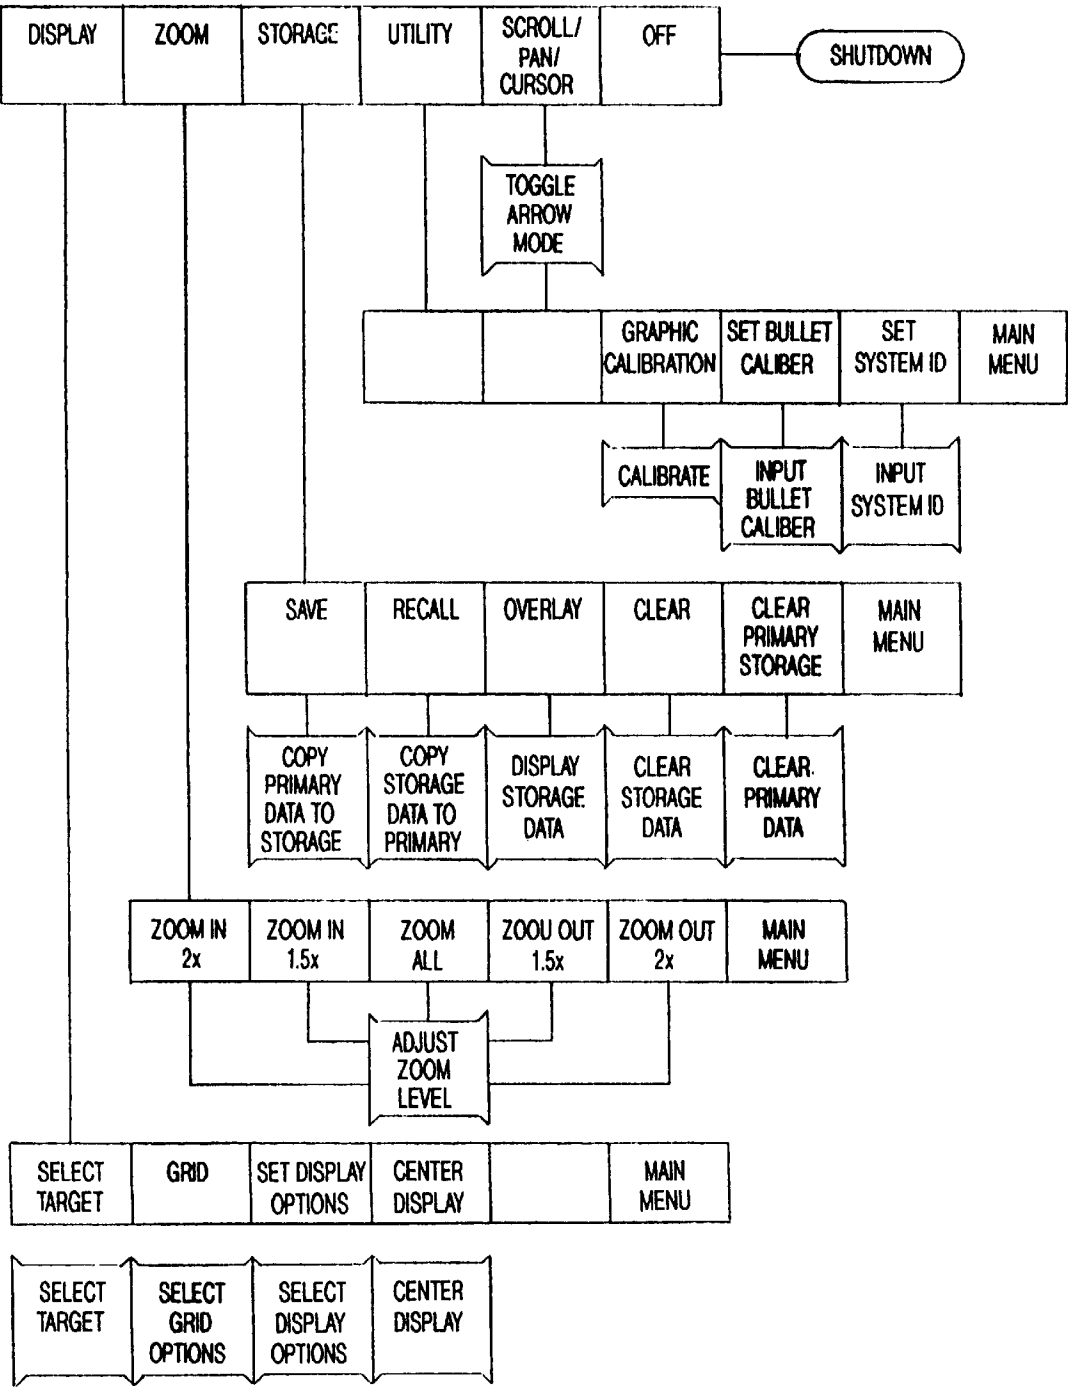 DISPLAY
ZOOM
STORAGE
UTILITY
SCROLL/
PAN/
CURSOR
OFF
SHUTDOWN
TOGGLE
ARROW
MODE
GRAPHIC
CALIBRATION
SET BULLET
CALIBER
SET
SYSTEM ID
MAIN
MENU
CALIBRATE
INPUT
BULLET
CALIBER
INPUT
SYSTEM ID
SAVE
RECALL
OVERLAY
CLEAR
CLEAR
PRIMARY
STORAGE
MAIN
MENU
COPY
PRIMARY
DATA TO
STORAGE
COPY
STORAGE
DATA TO
PRIMARY
DISPLAY
STORAGE
DATA
CLEAR
STORAGE
DATA
CLEAR
PRIMARY
DATA
ZOOM IN
2x
ZOOM IN
1.5x
ZOOM
ALL
ZOOU OUT
1.5x
ZOOM OUT
2x
MAIN
MENU
ADJUST
ZOOM
LEVEL
SELECT
TARGET
GRID
SET DISPLAY
OPTIONS
CENTER
DISPLAY
MAIN
MENU
SELECT
TARGET
SELECT
GRID
OPTIONS
SELECT
DISPLAY
OPTIONS
CENTER
DISPLAY